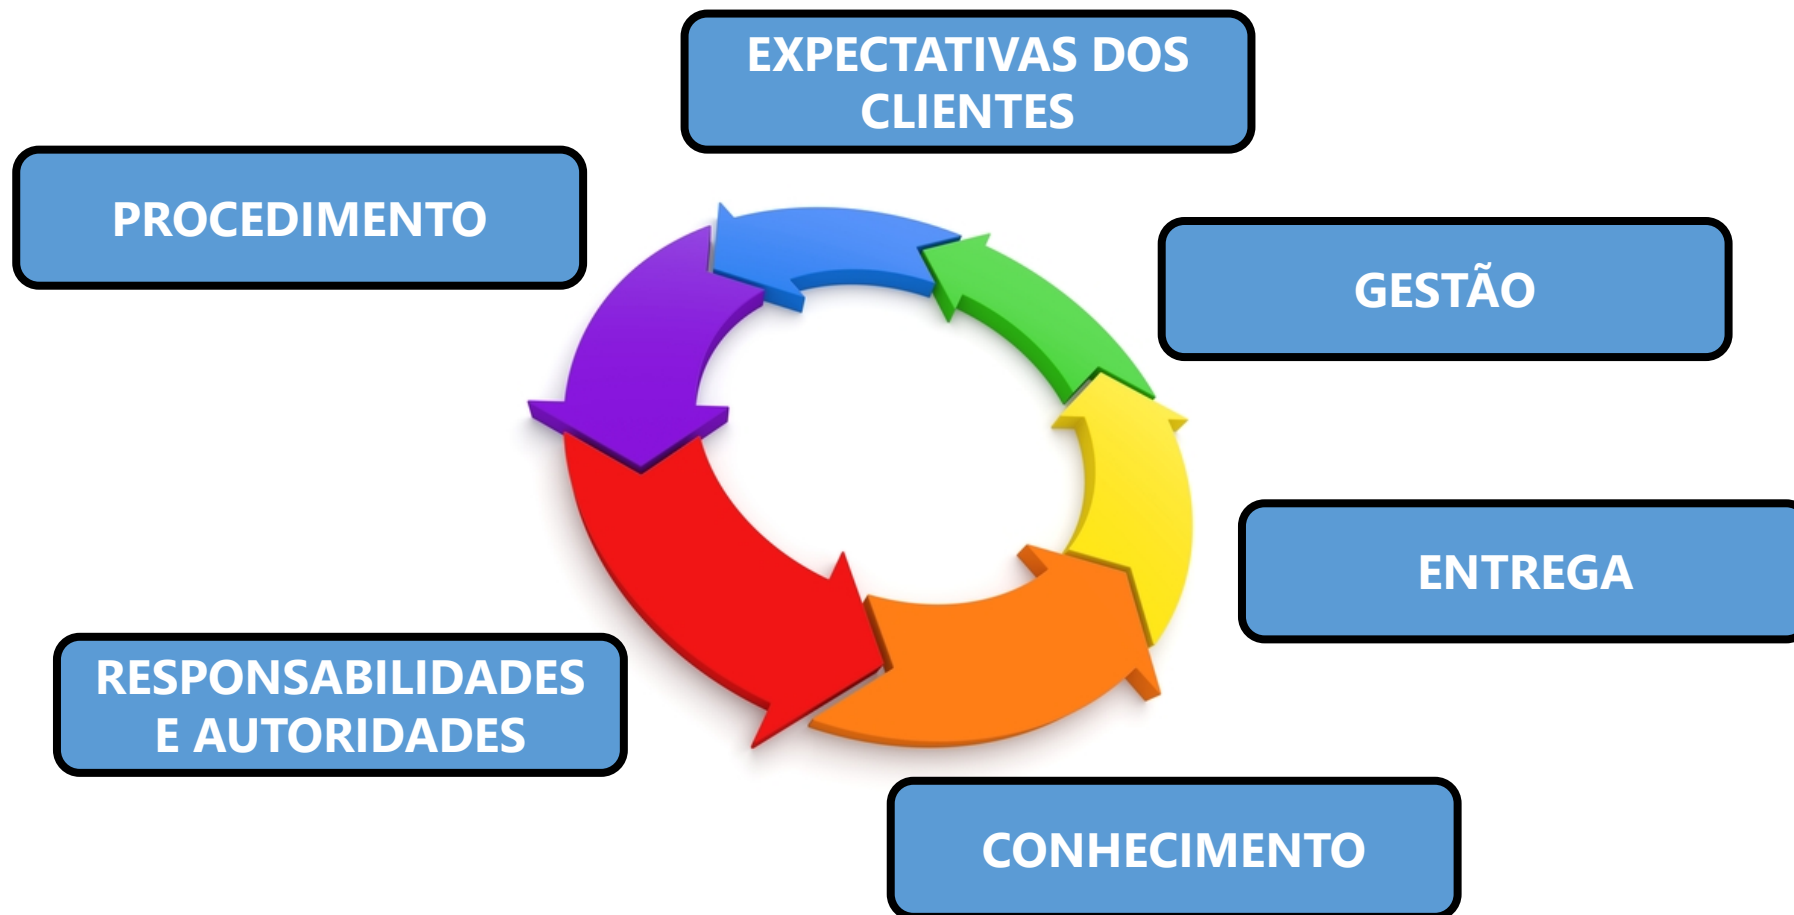 EXPECTATIVAS DOS
CLIENTES
PROCEDIMENTO
GESTÃO
ENTREGA
RESPONSABILIDADES
E AUTORIDADES
CONHECIMENTO